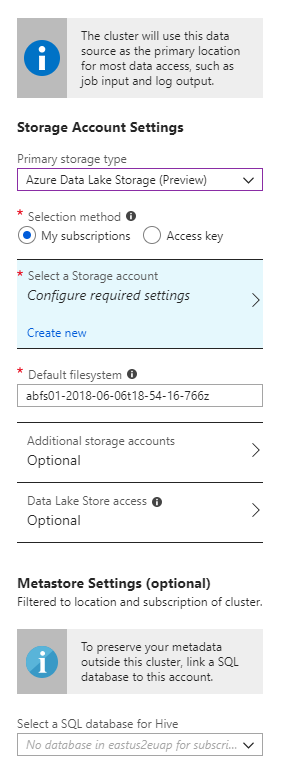 The cluster will use this data
source as the primary location
for most data access, such as
job input and log output.
Storage Account Settings
Primary storage type
Azure Data Lake Storage (Preview)
* Selection method
My subscriptions Access key
* Select a Storage account
Configure required settings
Create new
* Default filesystem
abfs01-2018-06-06t18-54-16-766z
Additional storage accounts
Optional
Data Lake Store access
Optional
Metastore Settings (optional)
Filtered to location and subscription of cluster.
To preserve your metadata
outside this cluster, link a SQL
database to this account.
Select a SQL database for Hive
No database in eastus2euap for subscri...